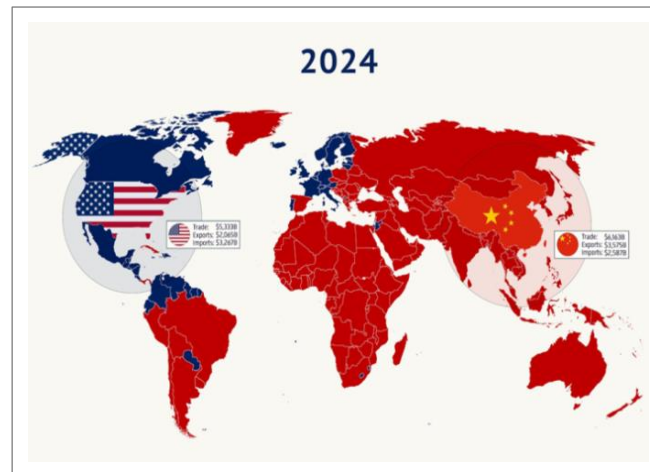 2024
Trade: $5,333B
Exports: $2,065B
Imports: $3,267B
Trade: $6,163B
Exports: $3,575B
Imports: $2,587B